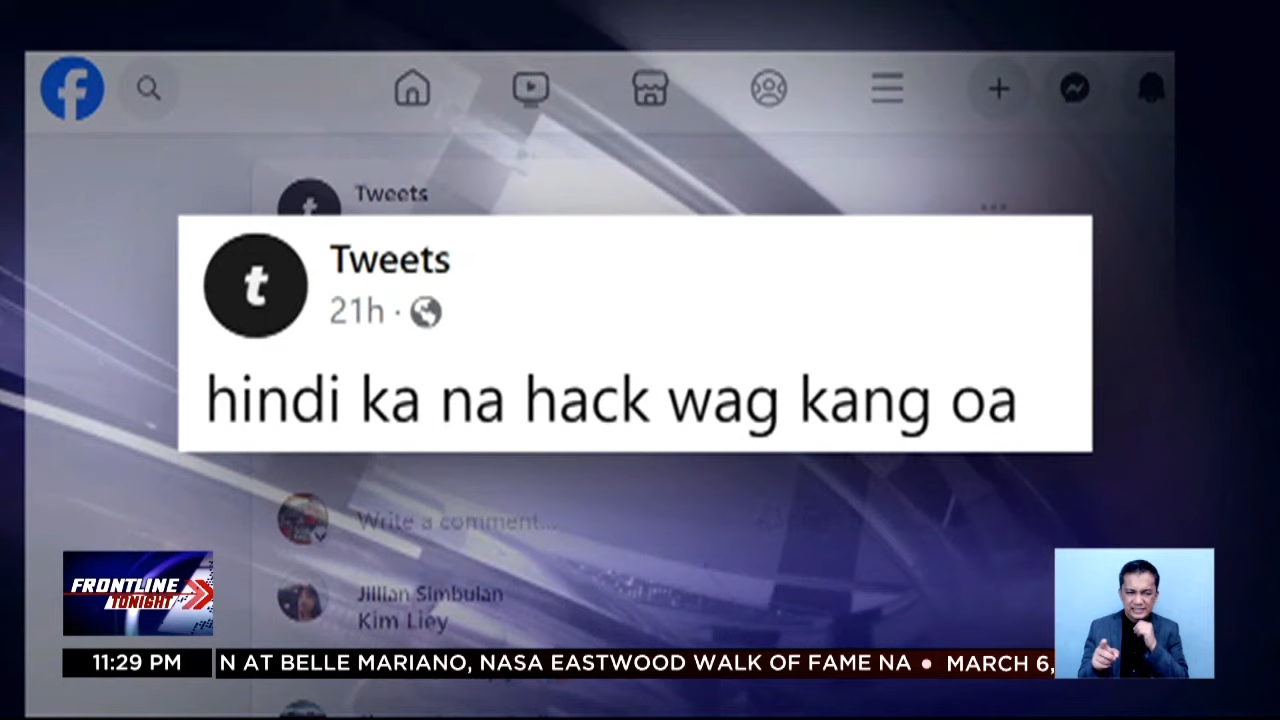 Tweets
Tweets
21h ·
hindi ka na hack wag kang oa
Write a comment...
Jillian Simbulan
Kim Liey
FRONTLINE
TONIGHT
11:29 PM
N AT BELLE MARIANO, NASA EASTWOOD WALK OF FAME NA • MARCH 6,